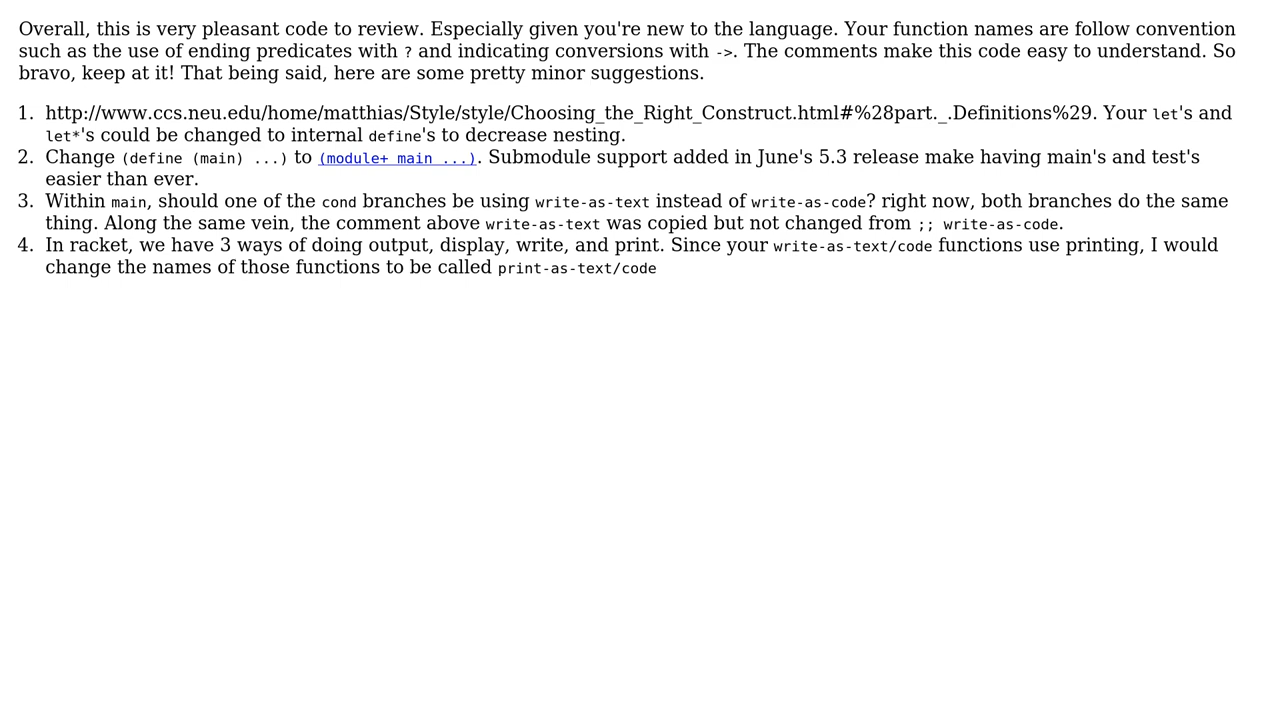 Overall, this is very pleasant code to review. Especially given you're new to the language. Your function names are follow convention
such as the use of ending predicates with ? and indicating conversions with ->. The comments make this code easy to understand. So
bravo, keep at it! That being said, here are some pretty minor suggestions.
1. http://www.ccs.neu.edu/home/matthias/Style/style/Choosing_the_Right_Construct.html#%28part._.Definitions%29. Your let's and
let*'s could be changed to internal define's to decrease nesting.
2. Change (define (main) ...) to (module+ main ...). Submodule support added in June's 5.3 release make having main's and test's
easier than ever.
3. Within main, should one of the cond branches be using write-as-text instead of write-as-code? right now, both branches do the same
thing. Along the same vein, the comment above write-as-text was copied but not changed from ;; write-as-code.
4. In racket, we have 3 ways of doing output, display, write, and print. Since your write-as-text/code functions use printing, I would
change the names of those functions to be called print-as-text/code